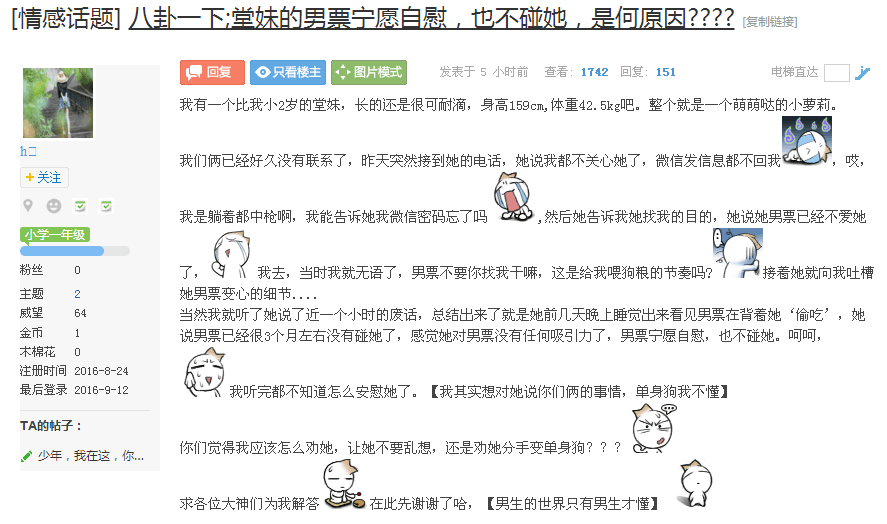 [情感话题] 八卦一下;堂妹的男票宁愿自慰，也不碰她，是何原因???? [复制链接]
回复 只看楼主 图片模式 发表于 5 小时前 查看: 1742 回复: 151 电梯直达
我有一个比我小2岁的堂妹，长的还是很可耐滴，身高159cm,体重42.5kg吧。整个就是一个萌萌哒的小萝莉。
我们俩已经好久没有联系了，昨天突然接到她的电话，她说我都不关心她了，微信发信息都不回我，哎，
我是躺着都中枪啊，我能告诉她我微信密码忘了吗,然后她告诉我她找我的目的，她说她男票已经不爱她
了，我去，当时我就无语了，男票不要你找我干嘛，这是给我喂狗粮的节奏吗？接着她就向我吐槽
她男票变心的细节....
当然我就听了她说了近一个小时的废话，总结出来了就是她前几天晚上睡觉出来看见男票在背着她‘偷吃’，她
说男票已经很3个月左右没有碰她了，感觉她对男票没有任何吸引力了，男票宁愿自慰，也不碰她。呵呵，
我听完都不知道怎么安慰她了。【我其实想对她说你们俩的事情，单身狗我不懂】
你们觉得我应该怎么劝她，让她不要乱想，还是劝她分手变单身狗？？？
求各位大神们为我解答在此先谢谢了哈，【男生的世界只有男生才懂】
h
+关注
小学一年级
粉丝 0
主题 2
威望 64
金币 1
木棉花 0
注册时间 2016-8-24
最后登录 2016-9-12
TA的帖子：
少年，我在这，你...